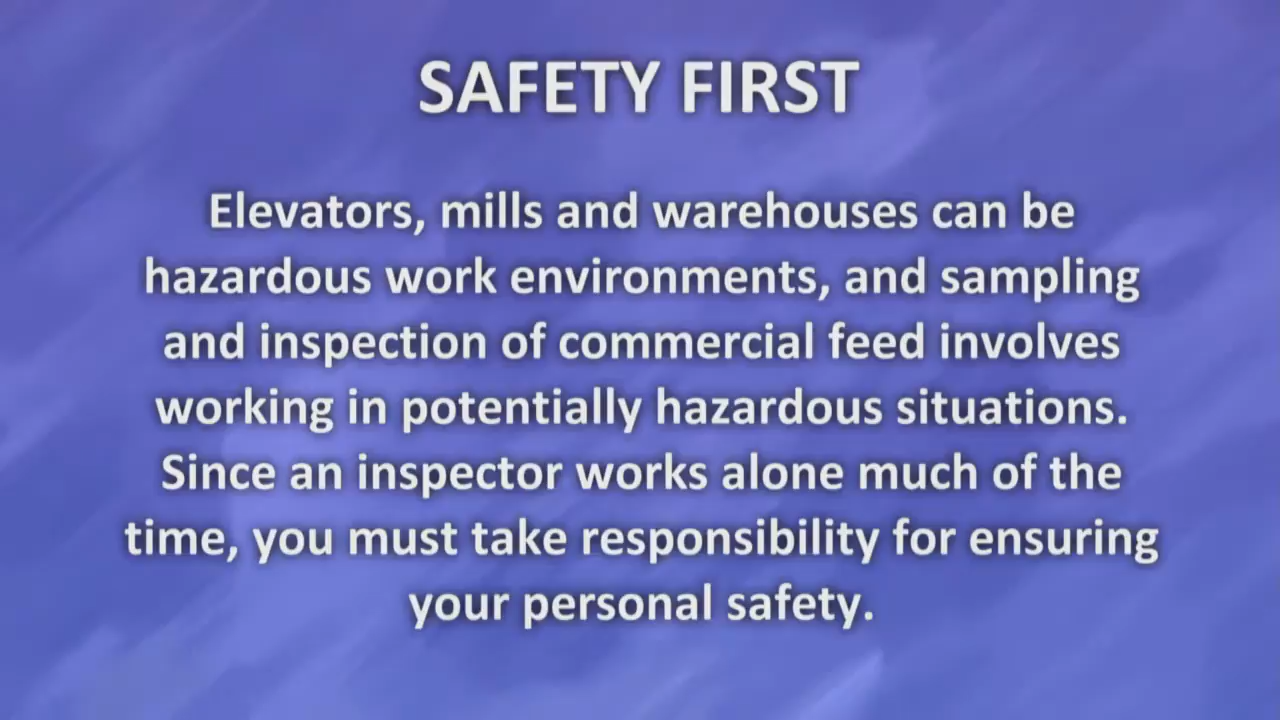 SAFETY FIRST
Elevators, mills and warehouses can be
hazardous work environments, and sampling
and inspection of commercial feed involves
working in potentially hazardous situations.
Since an inspector works alone much of the
time, you must take responsibility for ensuring
your personal safety.